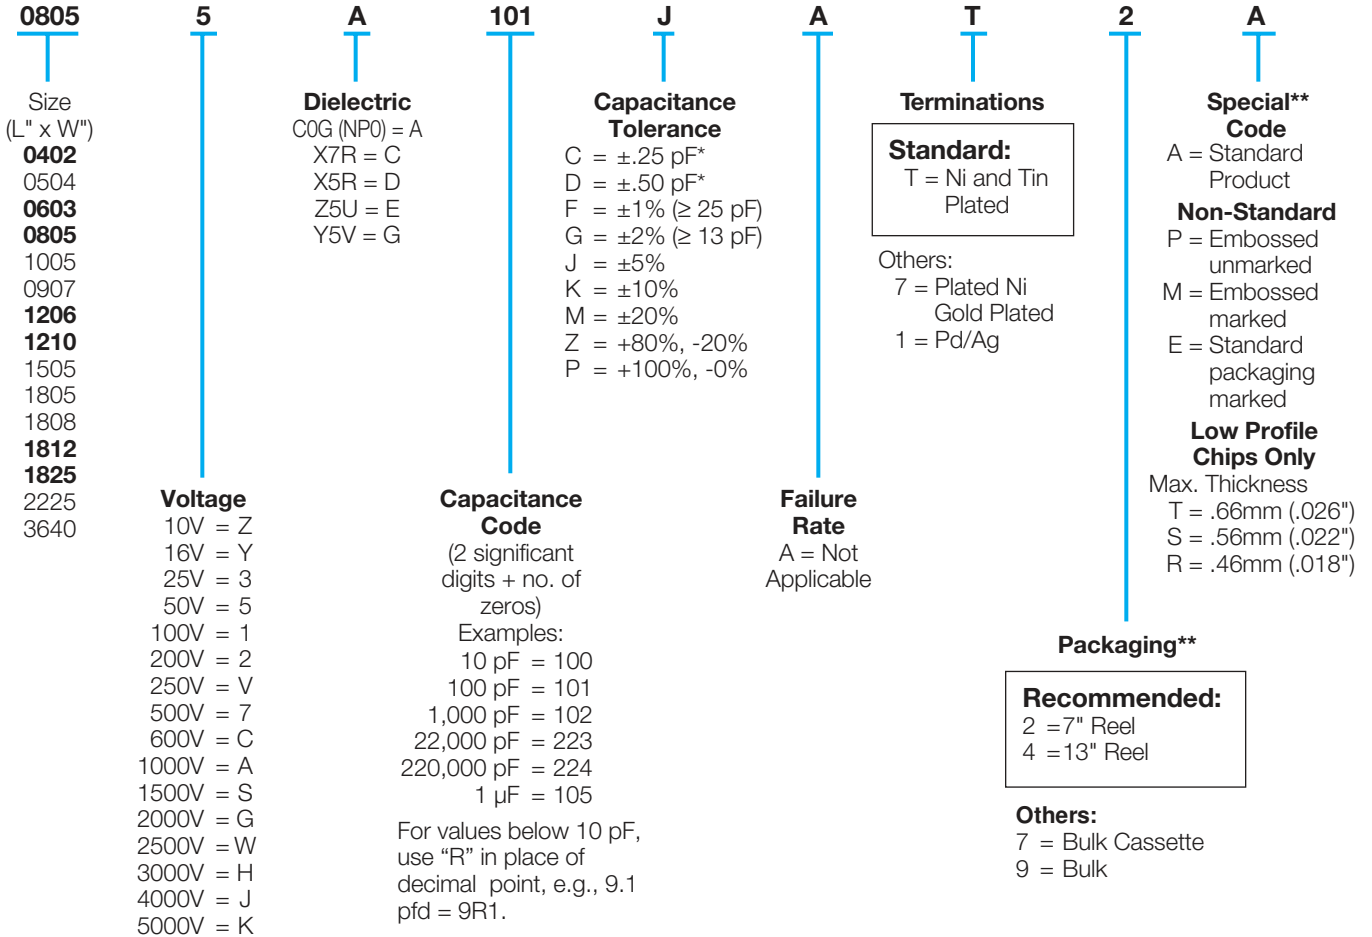 0805 5 A 101 J A T 2 A
Size
(L" x W")
0402
0504
0603
0805
1005
0907
1206
1210
1505
1805
1808
1812
1825
2225
3640
Voltage
10V = Z
16V = Y
25V = 3
50V = 5
100V = 1
200V = 2
250V = V
500V = 7
600V = C
1000V = A
1500V = S
2000V = G
2500V = W
3000V = H
4000V = J
5000V = K
Dielectric
C0G (NP0) = A
X7R = C
X5R = D
Z5U = E
Y5V = G
Capacitance
Code
(2 significant
digits + no. of
zeros)
Examples:
10 pF = 100
100 pF = 101
1,000 pF = 102
22,000 pF = 223
220,000 pF = 224
1 µF = 105
For values below 10 pF,
use “R” in place of
decimal point, e.g., 9.1
pfd = 9R1.
Capacitance
Tolerance
C = ±.25 pF*
D = ±.50 pF*
F = ±1% (≥ 25 pF)
G = ±2% (≥ 13 pF)
J = ±5%
K = ±10%
M = ±20%
Z = +80%, -20%
P = +100%, -0%
Failure
Rate
A = Not
Applicable
Terminations
Standard:
T = Ni and Tin
Plated
Others:
7 = Plated Ni
Gold Plated
1 = Pd/Ag
Packaging**
Recommended:
2 =7" Reel
4 =13" Reel
Others:
7 = Bulk Cassette
9 = Bulk
Special**
Code
A = Standard
Product
Non-Standard
P = Embossed
unmarked
M = Embossed
marked
E = Standard
packaging
marked
Low Profile
Chips Only
Max. Thickness
T = .66mm (.026")
S = .56mm (.022")
R = .46mm (.018")